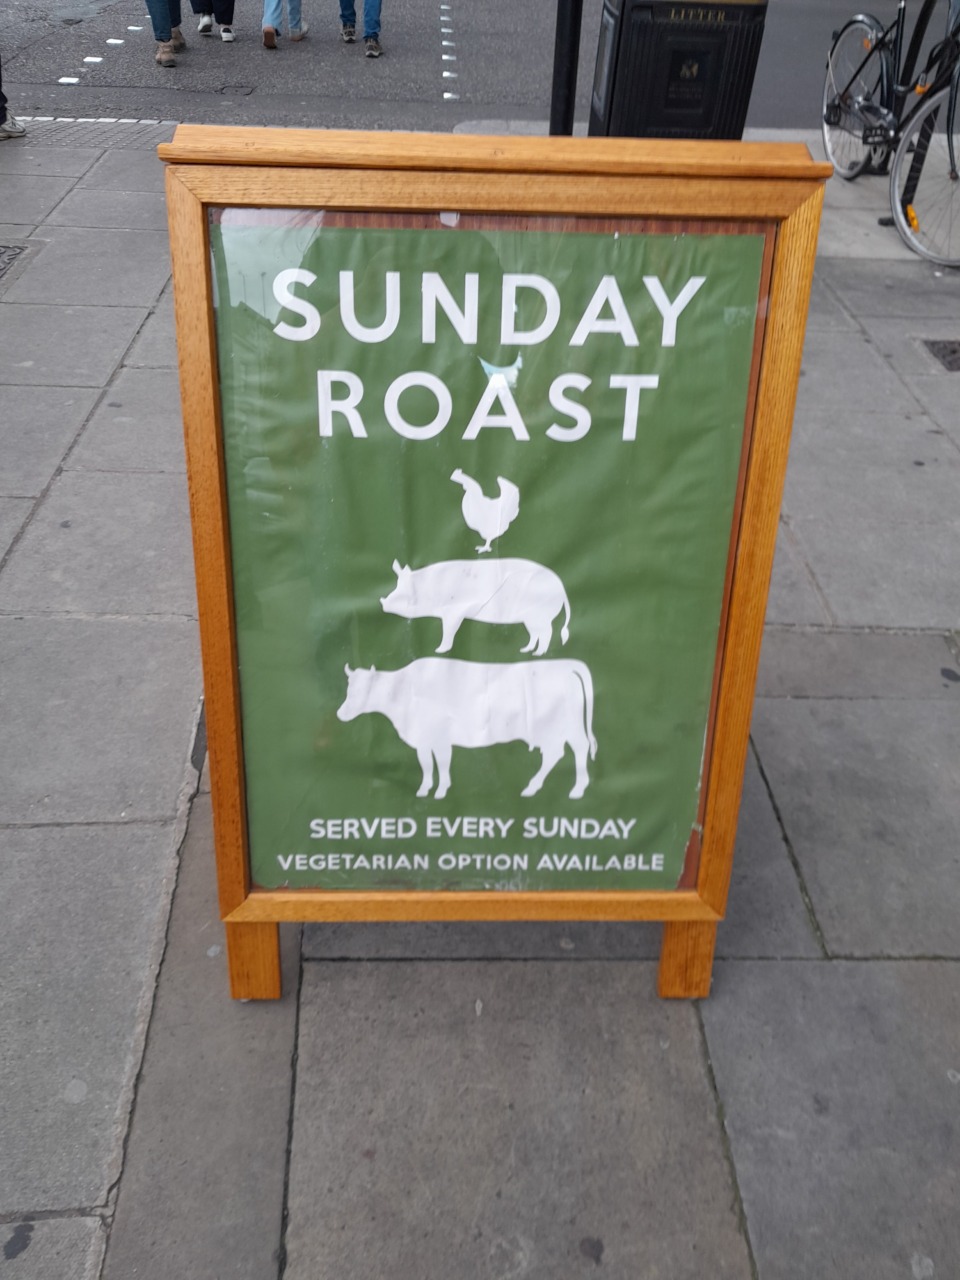 LITTER
SUNDAY
ROAST
SERVED EVERY SUNDAY
VEGETARIAN OPTION AVAILABLE